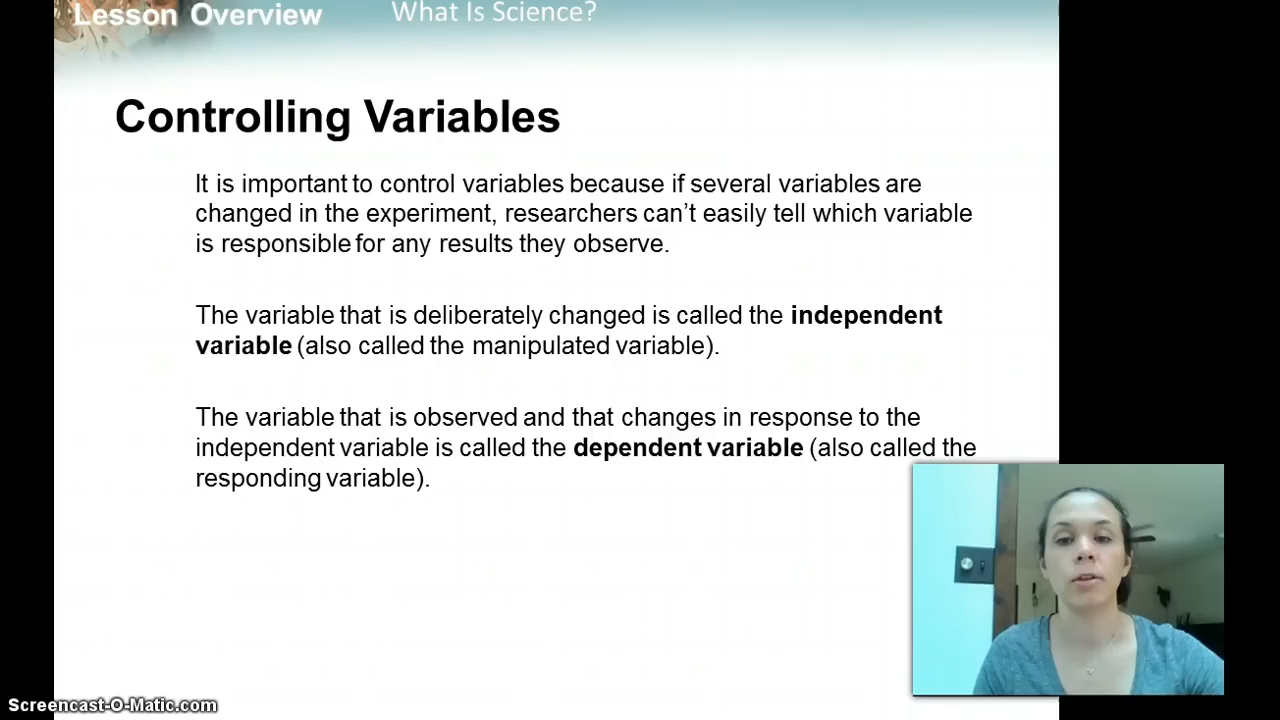 Lesson Overview What Is Science?
Controlling Variables
It is important to control variables because if several variables are
changed in the experiment, researchers can’t easily tell which variable
is responsible for any results they observe.
The variable that is deliberately changed is called the independent
variable (also called the manipulated variable).
The variable that is observed and that changes in response to the
independent variable is called the dependent variable (also called the
responding variable).
Screencast-O-Matic.com